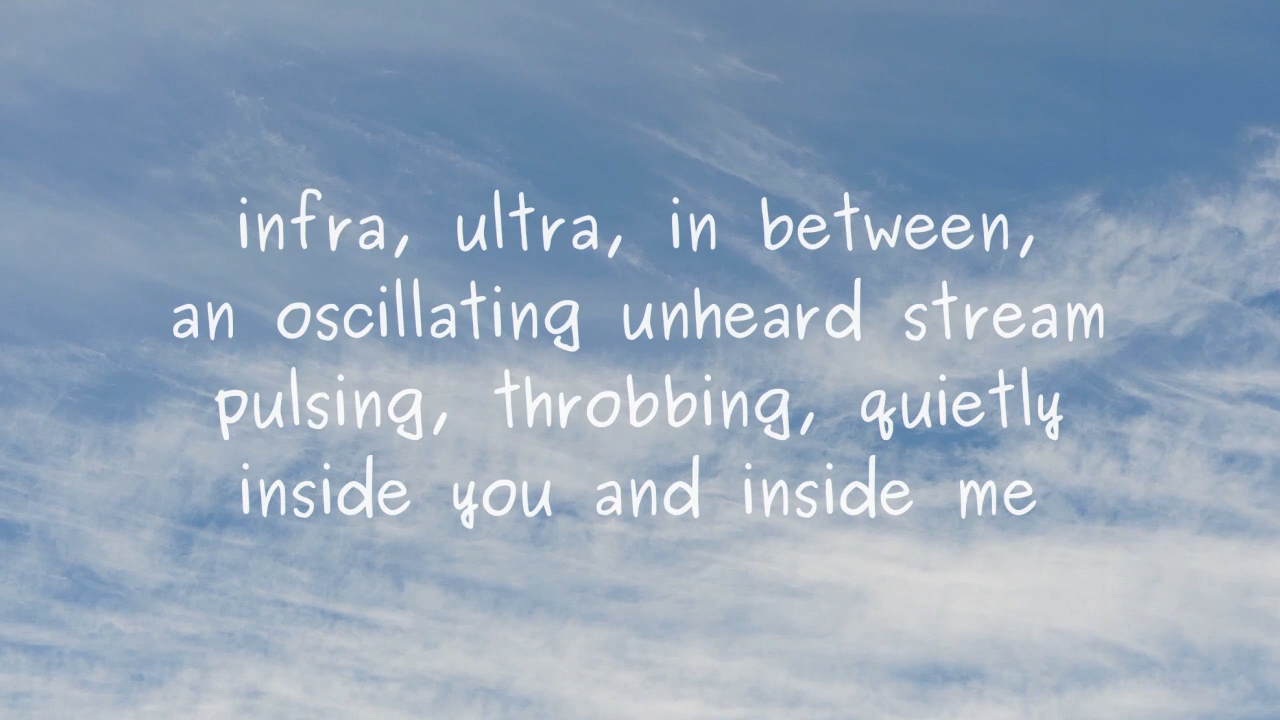 infra, ultra, in between,
an oscillating unheard stream
pulsing, throbbing, quietly
inside you and inside me